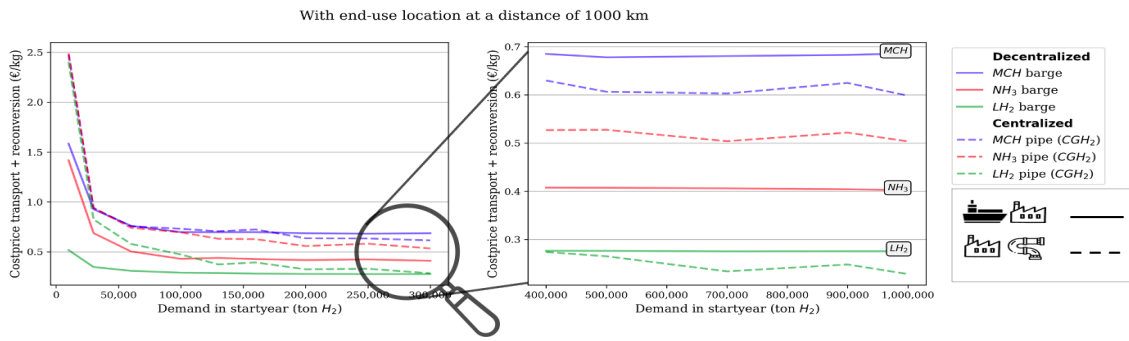 With end-use location at a distance of 1000 km
Costprice transport + reconversion (€/kg)
2.5
2.0
1.5
1.0
0.5
0
50,000
100,000
150,000
200,000
250,000
300,000
Demand in startyear (ton H₂)
Costprice transport + reconversion (€/kg)
0.7
0.6
0.5
0.4
0.3
MCH
NH₃
LH₂
400,000
500,000
600,000
700,000
800,000
900,000
1,000,000
Demand in startyear (ton H₂)
Decentralized
MCH barge
NH₃ barge
LH₂ barge
Centralized
MCH pipe (CGH₂)
NH₃ pipe (CGH₂)
LH₂ pipe (CGH₂)